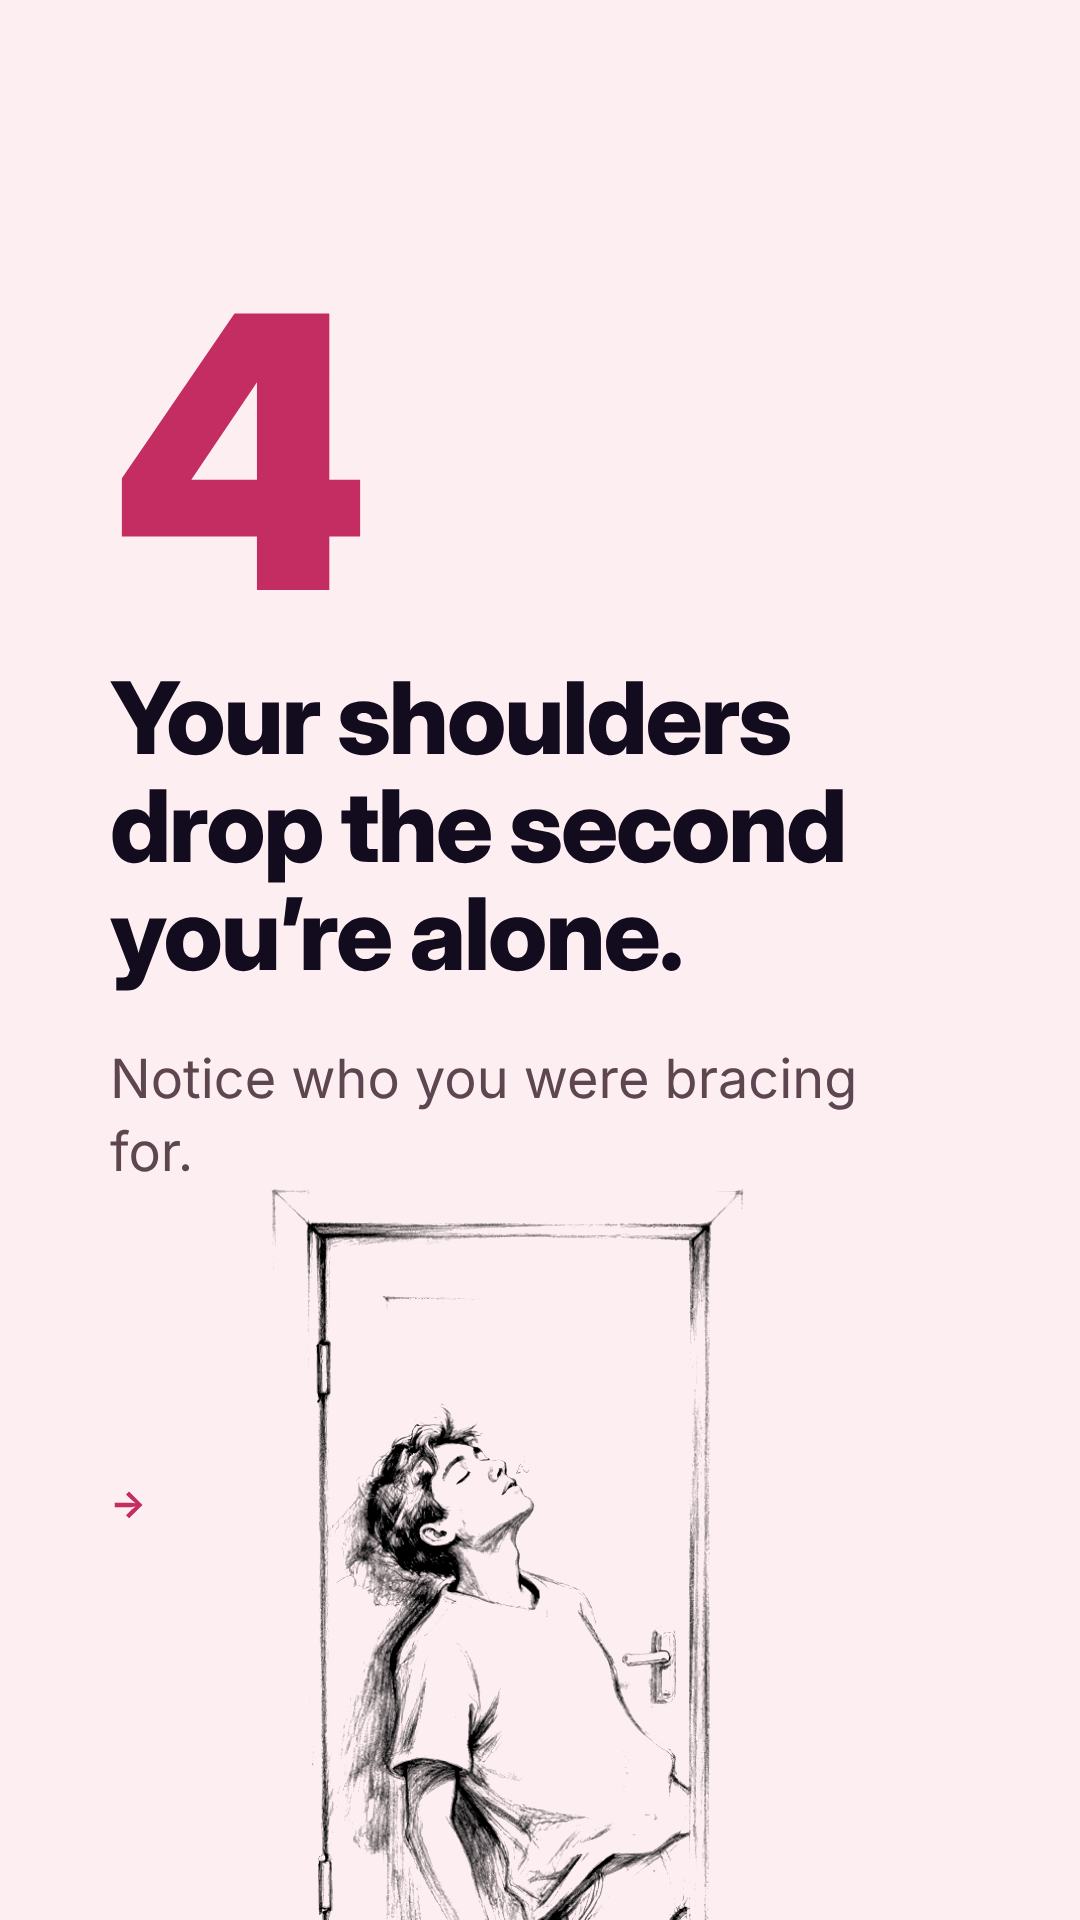 4
Your shoulders
drop the second
you’re alone.
Notice who you were bracing
for.
→